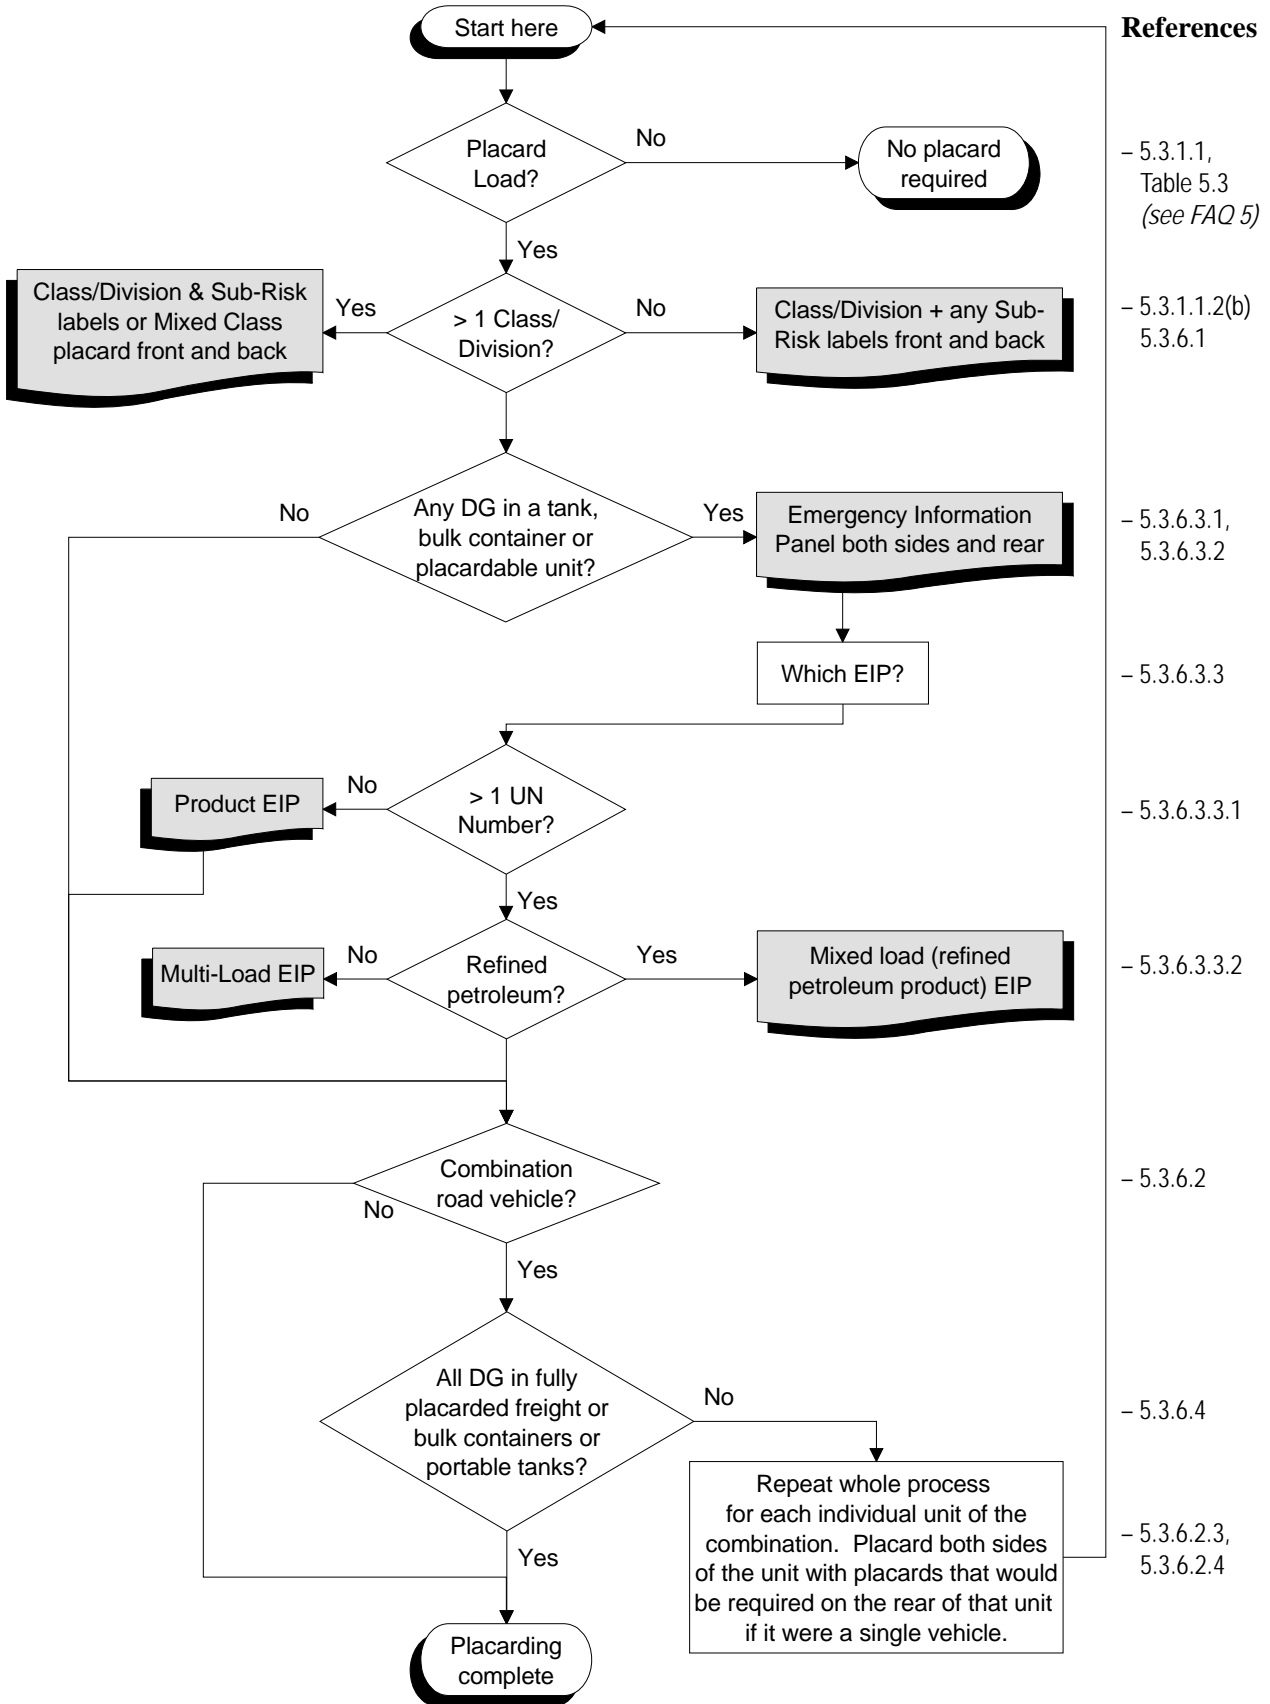 Start here
References
Placard
Load?
No
No placard
required
– 5.3.1.1,
Table 5.3
(see FAQ 5)
Yes
Class/Division & Sub-Risk
labels or Mixed Class
placard front and back
Yes
> 1 Class/
Division?
No
Class/Division + any Sub-
Risk labels front and back
– 5.3.1.1.2(b)
5.3.6.1
No
Any DG in a tank,
bulk container or
placardable unit?
Yes
Emergency Information
Panel both sides and rear
– 5.3.6.3.1,
5.3.6.3.2
Which EIP?
– 5.3.6.3.3
Product EIP
No
> 1 UN
Number?
– 5.3.6.3.3.1
Yes
Multi-Load EIP
No
Refined
petroleum?
Yes
Mixed load (refined
petroleum product) EIP
– 5.3.6.3.3.2
Combination
road vehicle?
No
– 5.3.6.2
Yes
All DG in fully
placarded freight or
bulk containers or
portable tanks?
No
– 5.3.6.4
Repeat whole process
for each individual unit of the
combination. Placard both sides
of the unit with placards that would
be required on the rear of that unit
if it were a single vehicle.
– 5.3.6.2.3,
5.3.6.2.4
Yes
Placarding
complete